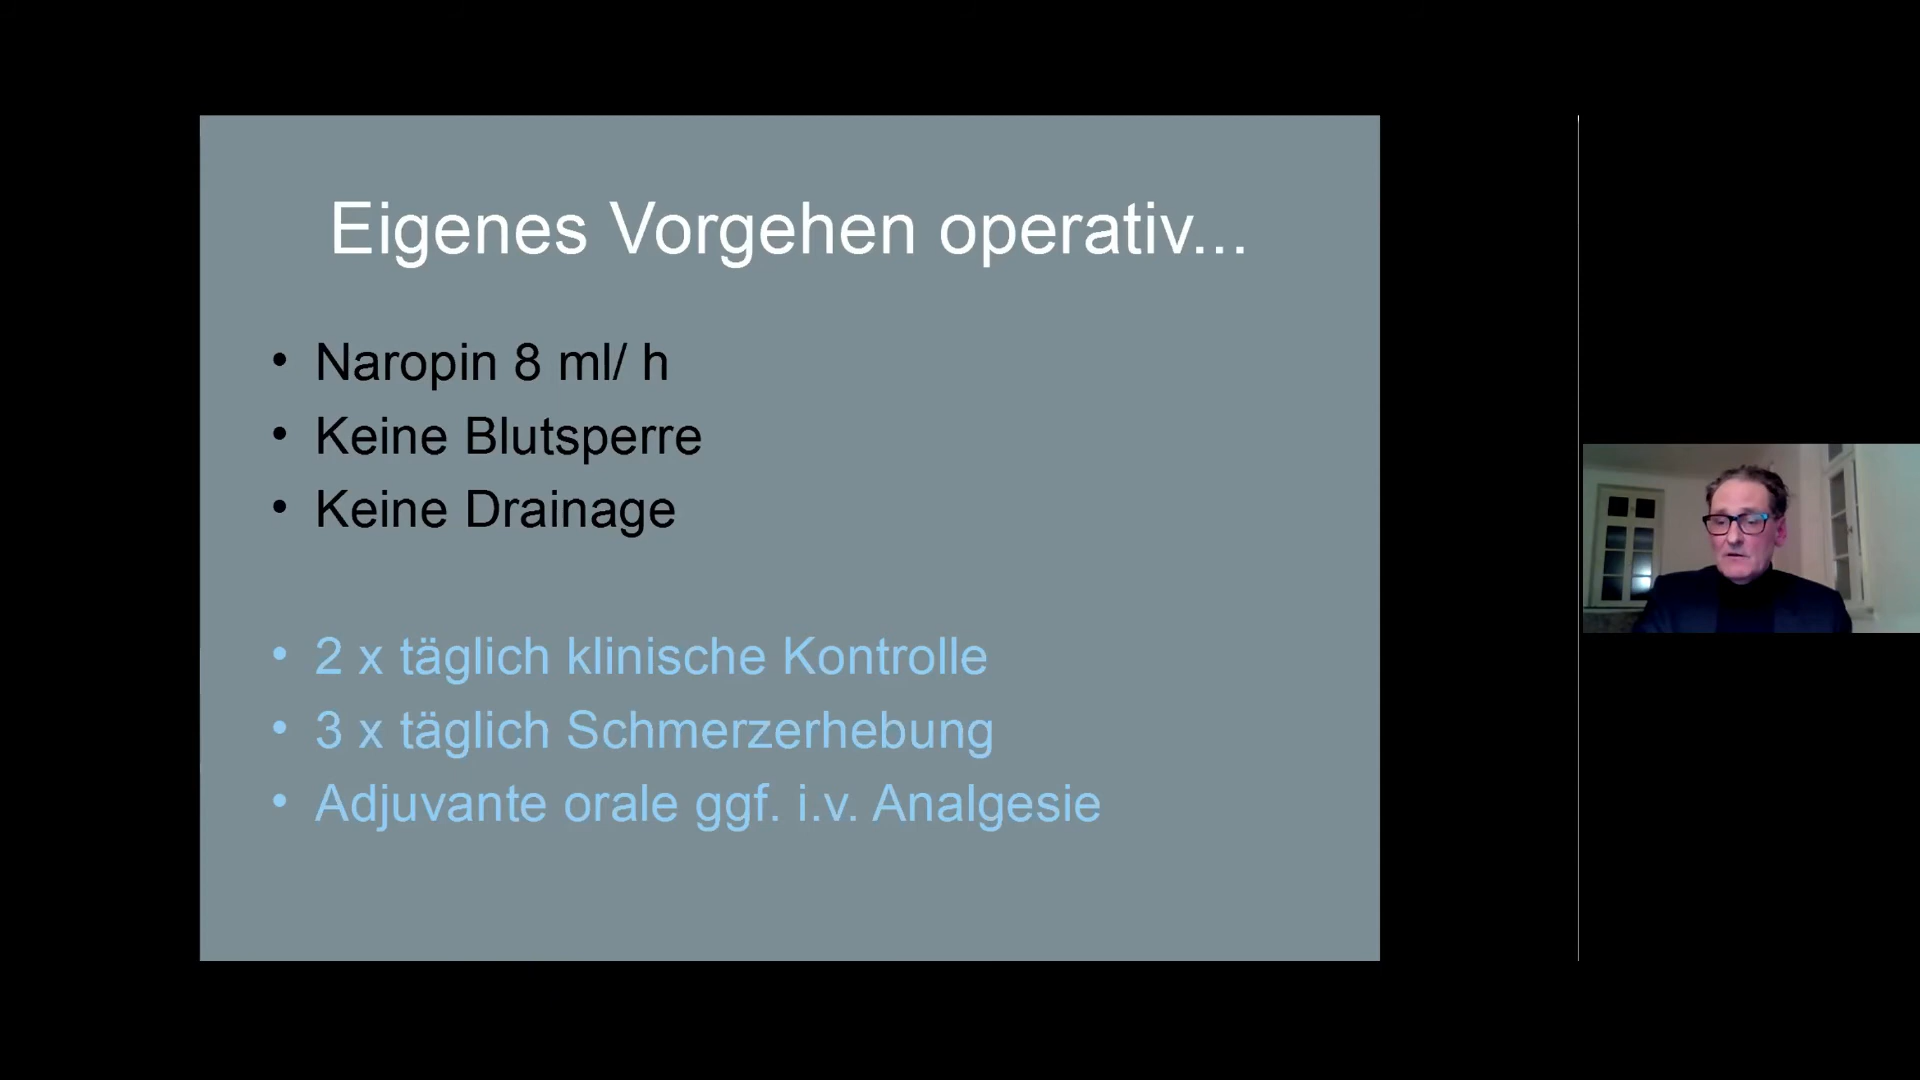 Eigenes Vorgehen operativ...
• Naropin 8 ml/ h
• Keine Blutsperre
• Keine Drainage
• 2 x täglich klinische Kontrolle
• 3 x täglich Schmerzerhebung
• Adjuvante orale ggf. i.v. Analgesie